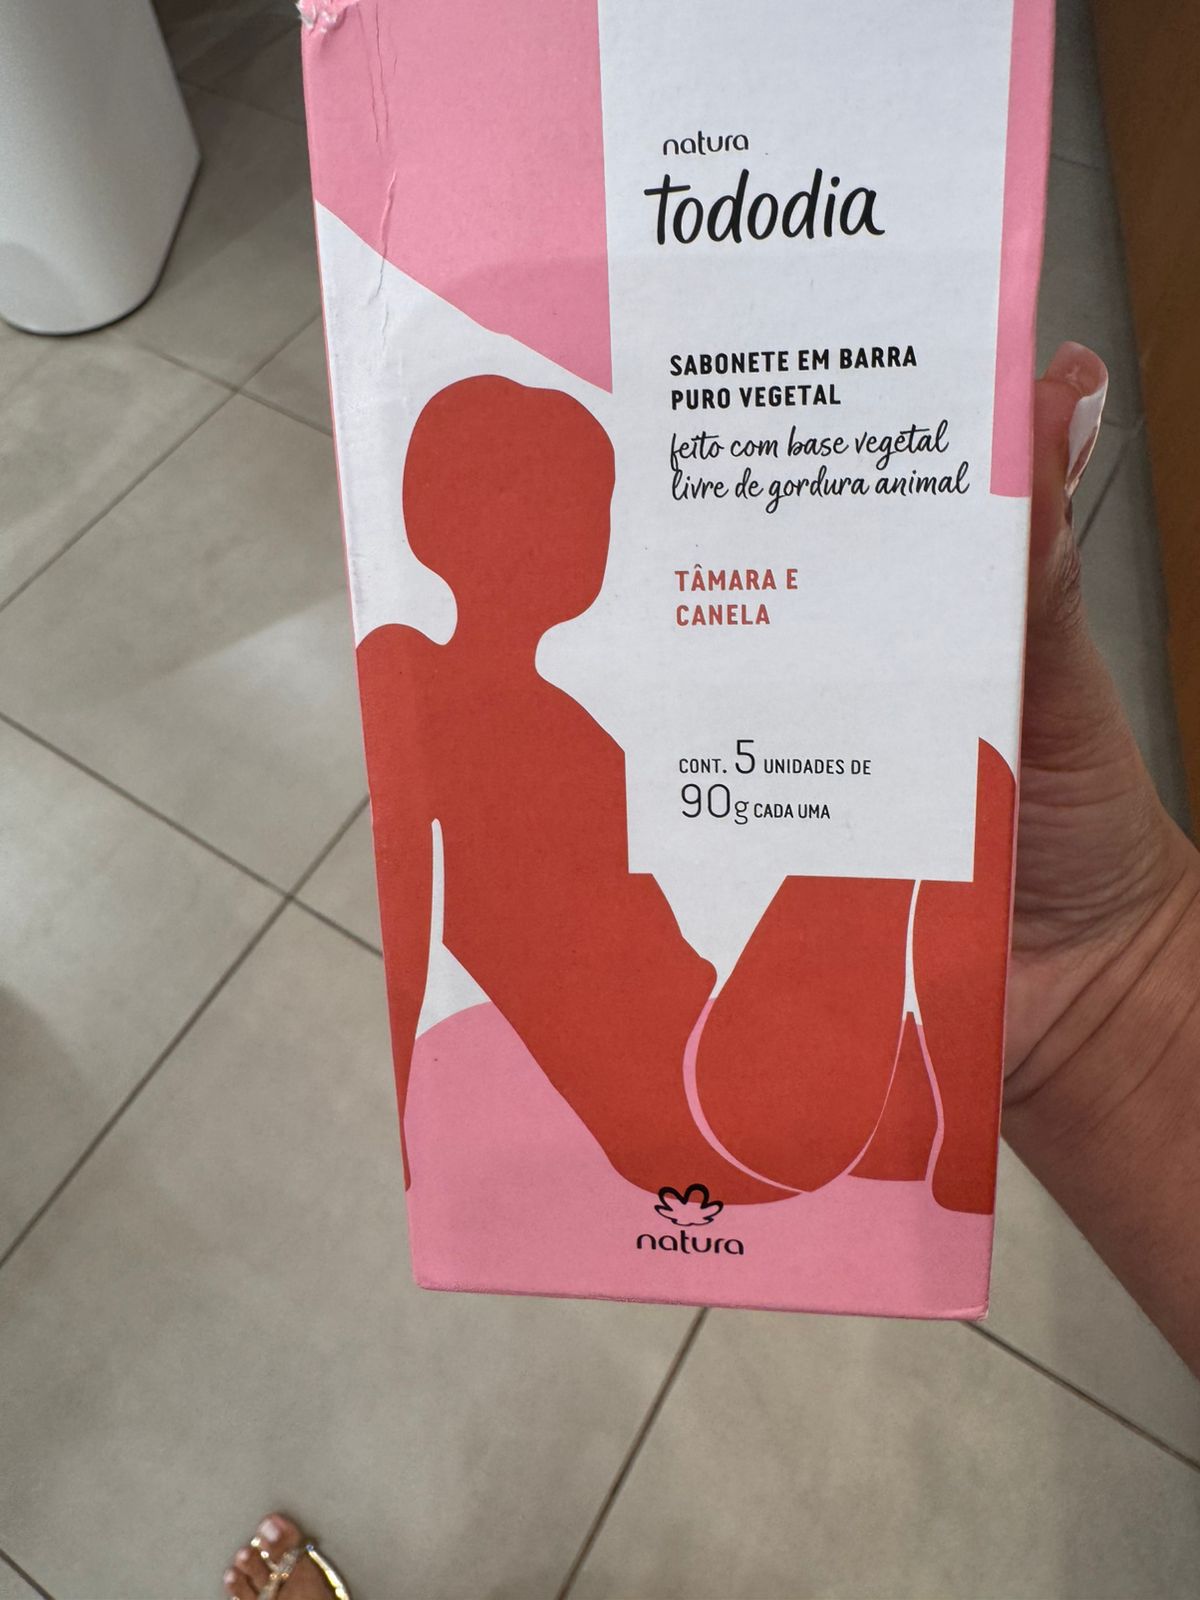 natura
tododia
SABONETE EM BARRA
PURO VEGETAL
feito com base vegetal
livre de gordura animal
TÂMARA E
CANELA
CONT. 5 UNIDADES DE
90g CADA UMA
natura